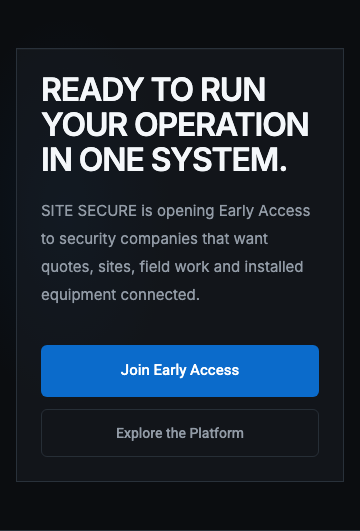 READY TO RUN
YOUR OPERATION
IN ONE SYSTEM.
SITE SECURE is opening Early Access
to security companies that want
quotes, sites, field work and installed
equipment connected.
Join Early Access
Explore the Platform